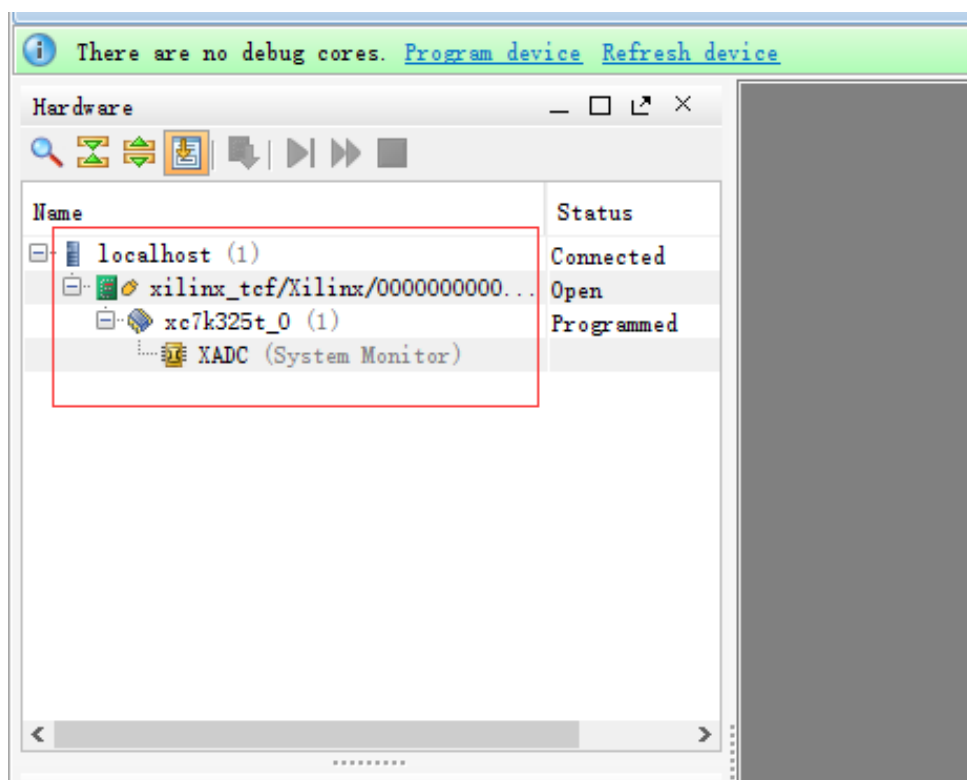 There are no debug cores. Program device Refresh device
Hardware
Name Status
localhost (1) Connected
xilinx_tcf/Xilinx/0000000000... Open
xc7k325t_0 (1) Programmed
XADC (System Monitor)